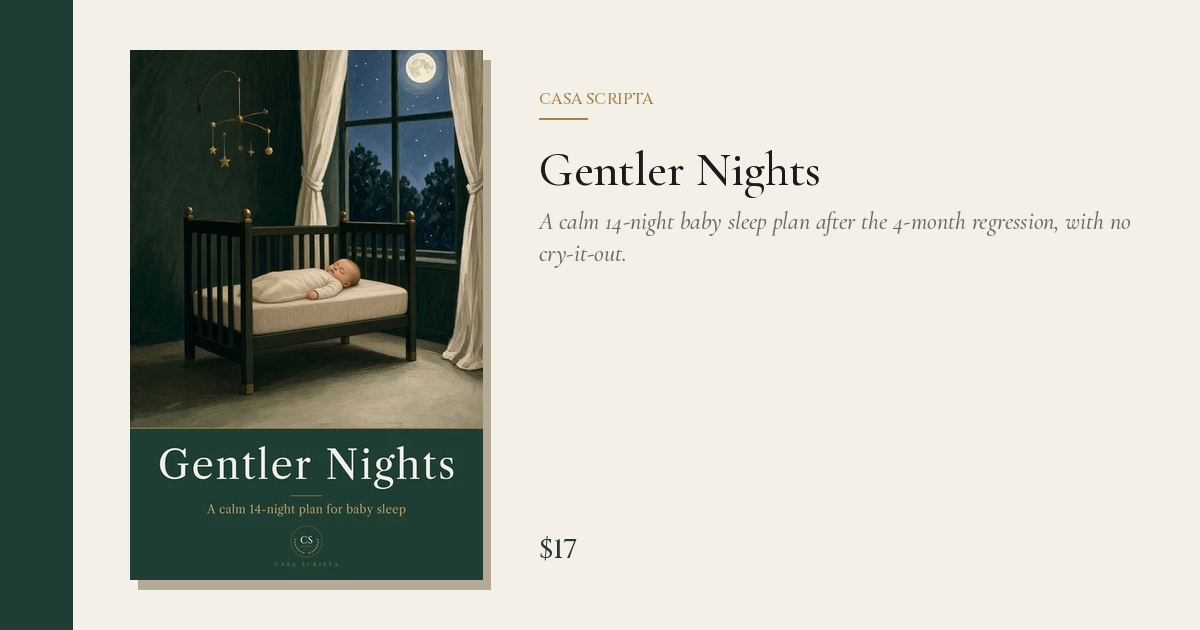 Gentler Nights
A calm 14-night plan for baby sleep
CS
CASA SCRIPTA
CASA SCRIPTA
Gentler Nights
A calm 14-night baby sleep plan after the 4-month regression, with no
cry-it-out.
$17